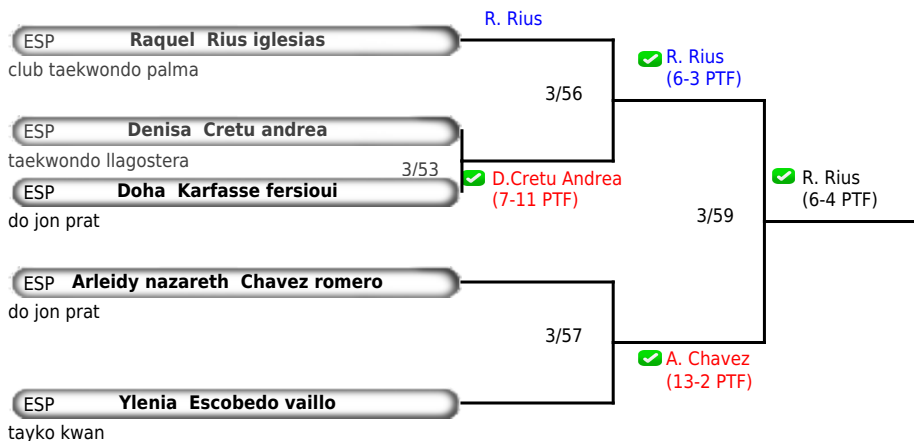 R. Rius
ESP Raquel Rius iglesias
club taekwondo palma
R. Rius
(6-3 PTF)
3/56
ESP Denisa Cretu andrea
taekwondo llagostera
3/53
D.Cretu Andrea
(7-11 PTF)
ESP Doha Karfasse fersioui
do jon prat
R. Rius
(6-4 PTF)
3/59
ESP Arleidy nazareth Chavez romero
do jon prat
3/57
A. Chavez
(13-2 PTF)
ESP Ylenia Escobedo vaillo
tayko kwan